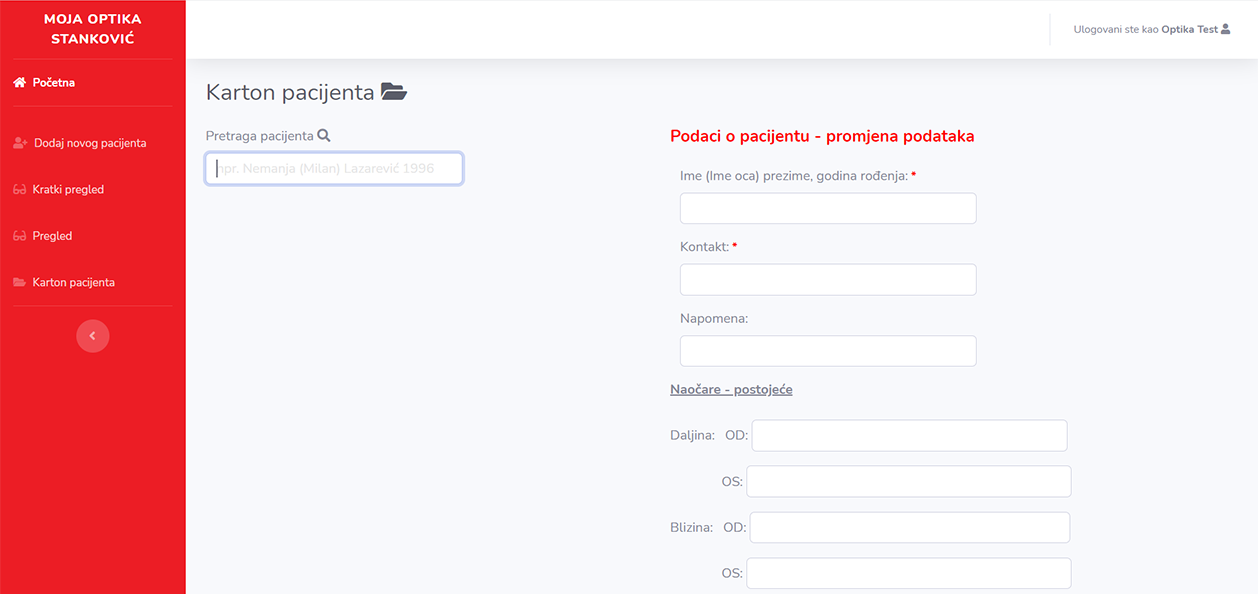 MOJA OPTIKA
STANKOVIĆ
Početna
Dodaj novog pacijenta
Kratki pregled
Pregled
Karton pacijenta
Ulogovani ste kao Optika Test
Karton pacijenta
Pretraga pacijenta
npr. Nemanja (Milan) Lazarević 1996
Podaci o pacijentu - promjena podataka
Ime (Ime oca) prezime, godina rođenja: *
Kontakt: *
Napomena:
Naočare - postojeće
Daljina: OD:
OS:
Blizina: OD:
OS: